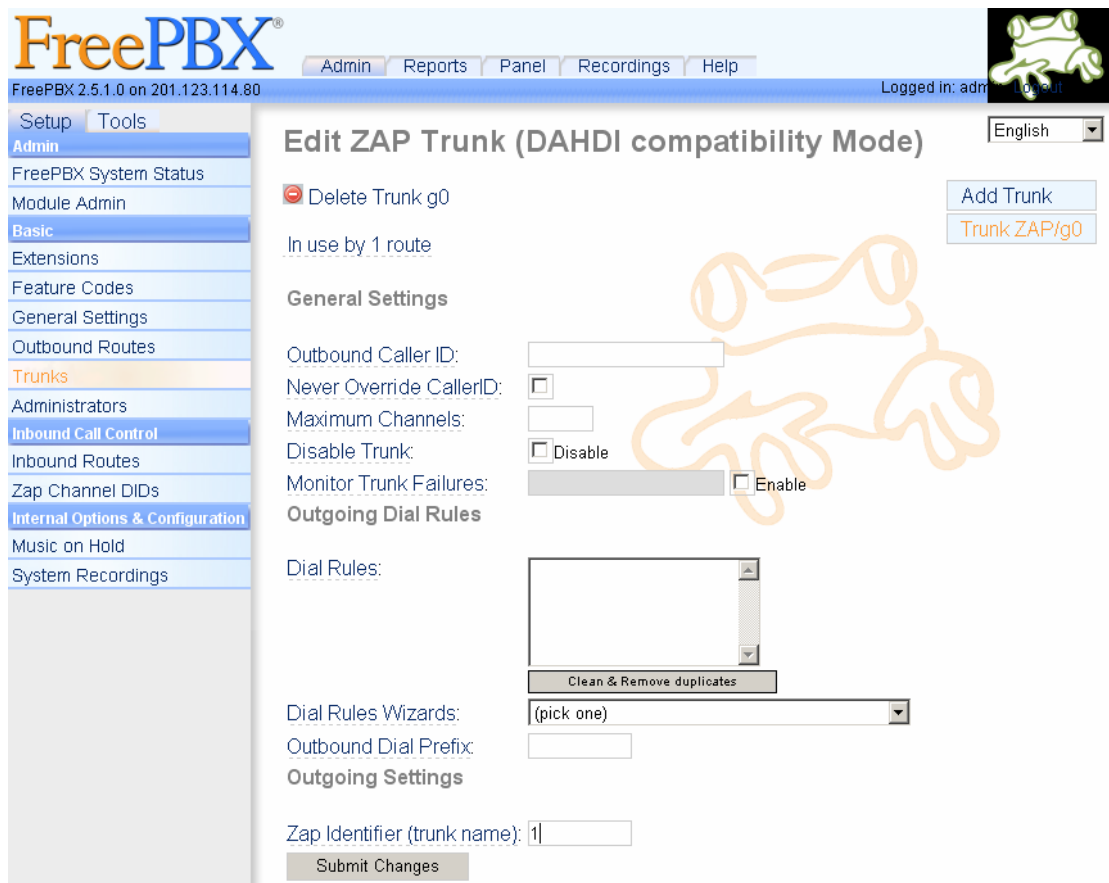 FreePBX®
Admin Reports Panel Recordings Help
FreePBX 2.5.1.0 on 201.123.114.80
Logged in: adm
Logout
Setup Tools
Admin
FreePBX System Status
Module Admin
Basic
Extensions
Feature Codes
General Settings
Outbound Routes
Trunks
Administrators
Inbound Call Control
Inbound Routes
Zap Channel DIDs
Internal Options & Configuration
Music on Hold
System Recordings
English
Edit ZAP Trunk (DAHDI compatibility Mode)
Add Trunk
Trunk ZAP/g0
Delete Trunk g0
In use by 1 route
General Settings
Outbound Caller ID:
Never Override CallerID:
Maximum Channels:
Disable Trunk: Disable
Monitor Trunk Failures: Enable
Outgoing Dial Rules
Dial Rules:
Clean & Remove duplicates
Dial Rules Wizards: (pick one)
Outbound Dial Prefix:
Outgoing Settings
Zap Identifier (trunk name): 1
Submit Changes